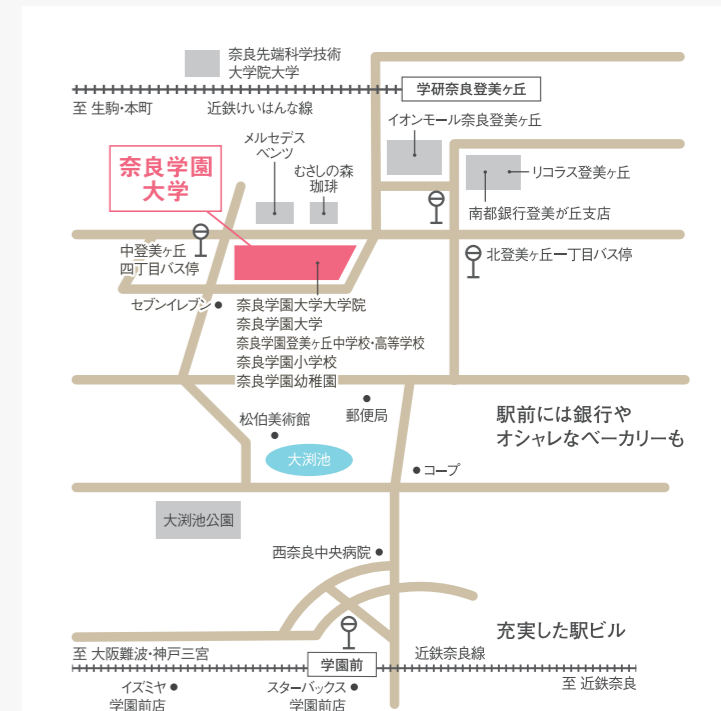 奈良先端科学技術
大学院大学
学研奈良登美ヶ丘
至 生駒・本町
近鉄けいはんな線
イオンモール奈良登美ヶ丘
メルセデス
ベンツ
奈良学園
大学
むさしの森
珈琲
リコラス登美ヶ丘
南都銀行登美が丘支店
中登美ヶ丘
四丁目バス停
北登美ヶ丘一丁目バス停
セブンイレブン
奈良学園大学大学院
奈良学園大学
奈良学園登美ヶ丘中学校・高等学校
奈良学園小学校
奈良学園幼稚園
松伯美術館
郵便局
駅前には銀行や
オシャレなベーカリーも
大渕池
コープ
大渕池公園
西奈良中央病院
充実した駅ビル
至 大阪難波・神戸三宮
学園前
近鉄奈良線
至 近鉄奈良
イズミヤ
学園前店
スターバックス
学園前店